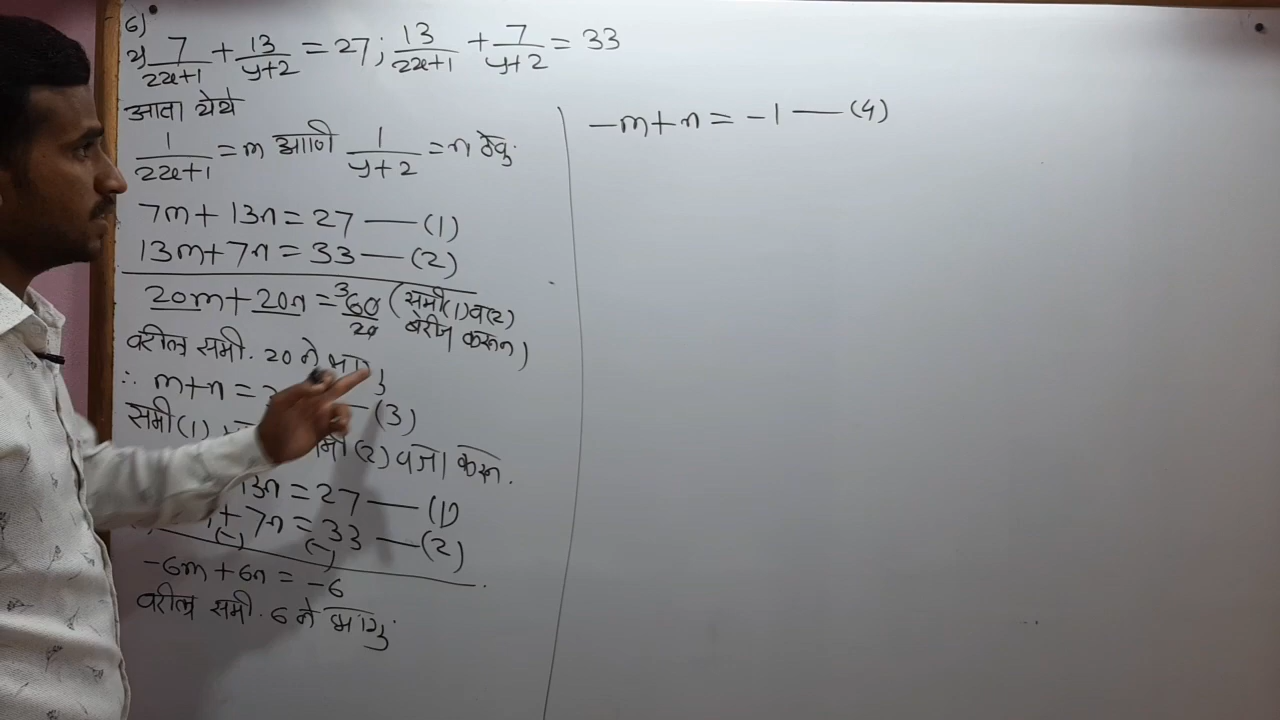 6)
2) 7/(2x+1) + 13/(y+2) = 27; 13/(2x+1) + 7/(y+2) = 33
आता येथे
1/(2x+1) = m आणि 1/(y+2) = n ठेवू.
7m + 13n = 27 — (1)
13m + 7n = 33 — (2)
20m + 20n = 60/20 3 (समी(1) व (2)
बेरीज करून)
वरील समी. 20 ने
∴ m+n = — (3)
समी(1) (2) वजा करून.
13n = 27 — (1)
+ 7n = 33 — (2)
(-) (-)
-6m + 6n = -6
वरील समी. 6 ने भागू.
-m + n = -1 — (4)